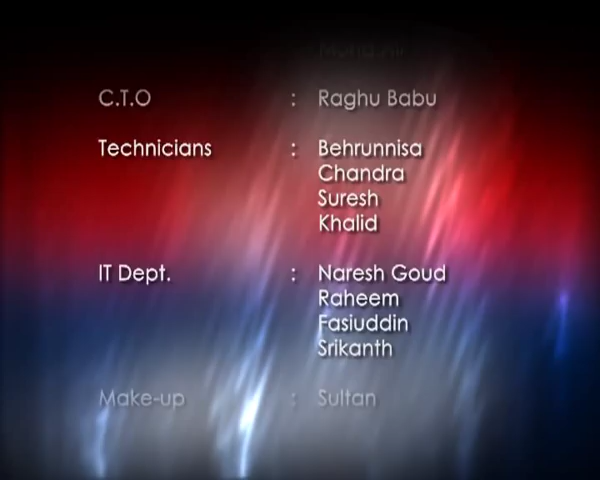 C.T.O : Raghu Babu
Technicians : Behrunnisa
Chandra
Suresh
Khalid
IT Dept. : Naresh Goud
Raheem
Fasiuddin
Srikanth
Make-up : Sultan